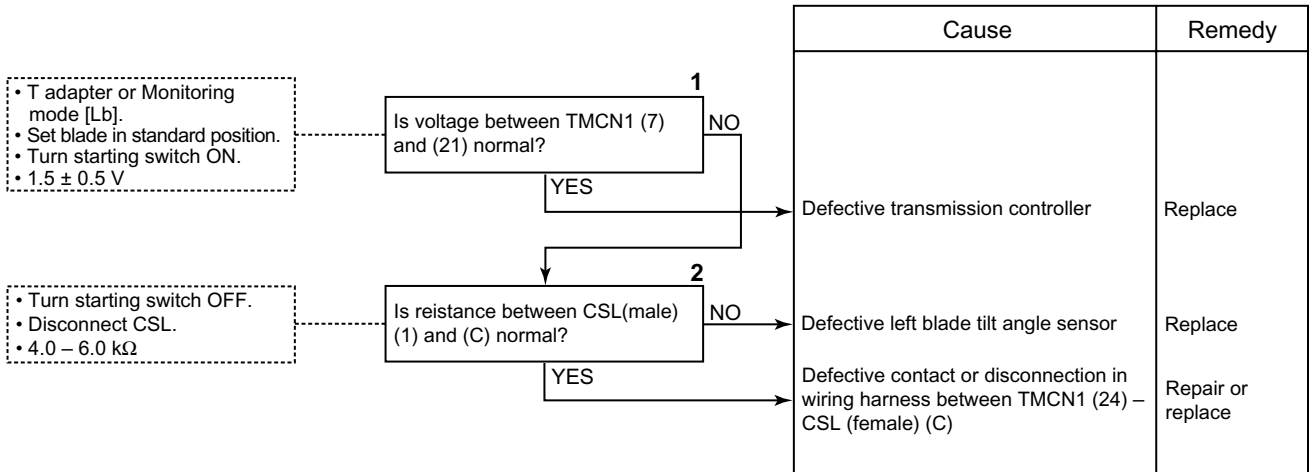 Cause
Remedy
• T adapter or Monitoring
mode [Lb].
• Set blade in standard position.
• Turn starting switch ON.
• 1.5 ± 0.5 V
1
Is voltage between TMCN1 (7)
and (21) normal?
NO
YES
Defective transmission controller
Replace
• Turn starting switch OFF.
• Disconnect CSL.
• 4.0 – 6.0 kΩ
2
Is reistance between CSL(male)
(1) and (C) normal?
NO
Defective left blade tilt angle sensor
Replace
YES
Defective contact or disconnection in
wiring harness between TMCN1 (24) –
CSL (female) (C)
Repair or
replace